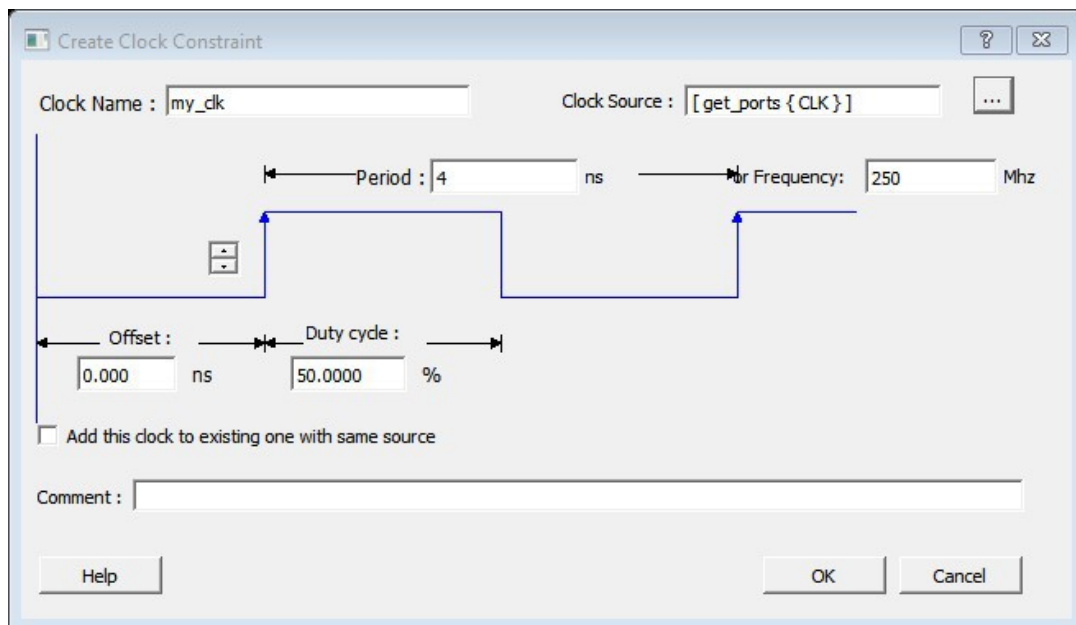 Create Clock Constraint
Clock Name : my_clk Clock Source : [ get_ports { CLK } ] ...
Period : 4 ns or Frequency: 250 Mhz
Offset : Duty cycle :
0.000 ns 50.0000 %
Add this clock to existing one with same source
Comment :
Help OK Cancel